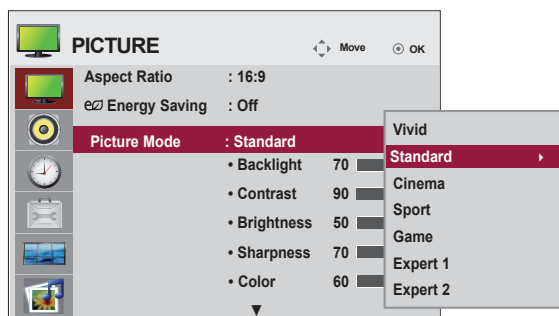 PICTURE Move OK
Aspect Ratio : 16:9
Energy Saving : Off
Picture Mode : Standard
• Backlight 70
• Contrast 90
• Brightness 50
• Sharpness 70
• Color 60
Vivid
Standard
Cinema
Sport
Game
Expert 1
Expert 2